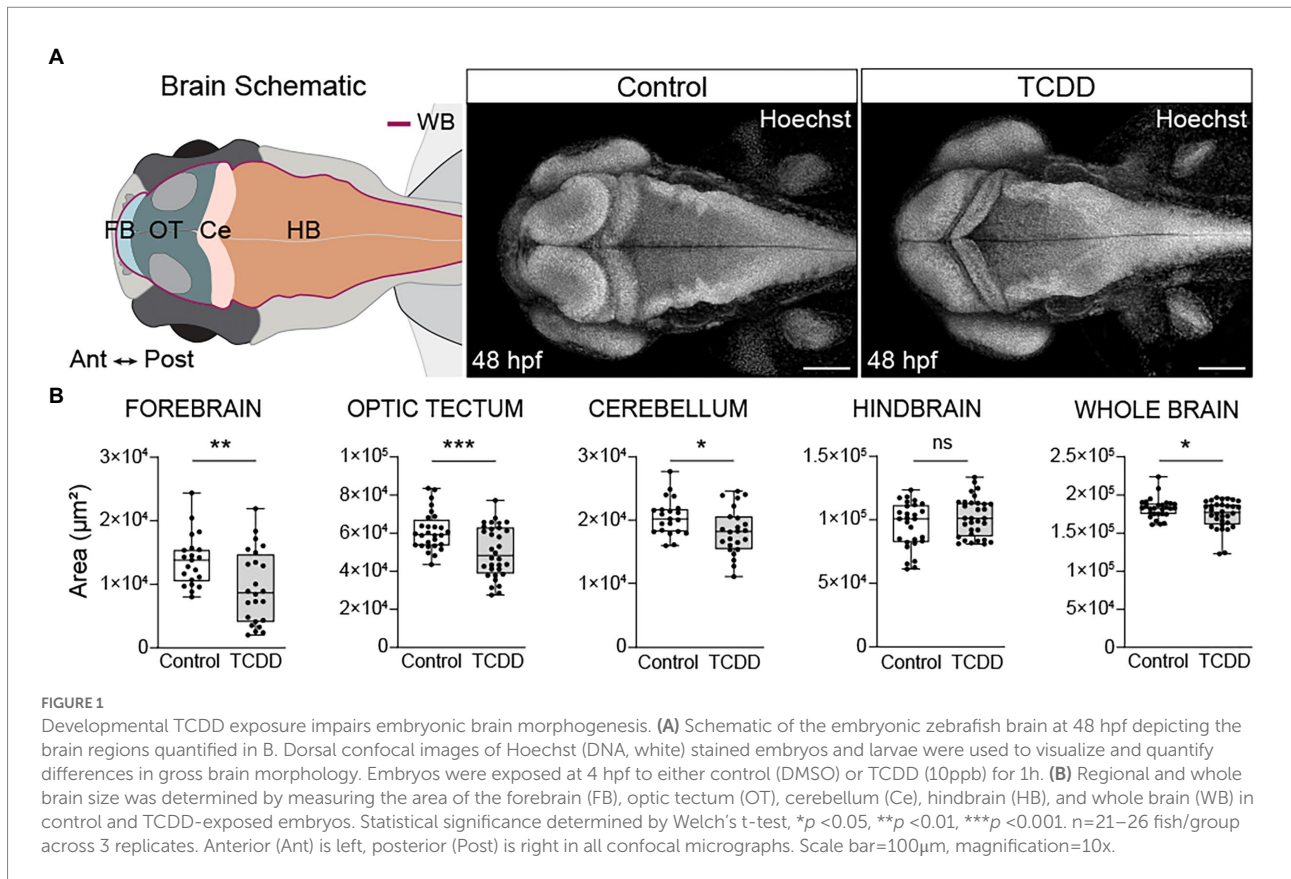 A
Brain Schematic
WB
FB OT Ce HB
Ant ↔ Post
Control
Hoechst
48 hpf
TCDD
Hoechst
48 hpf
B
FOREBRAIN
Area (µm²)
3×10⁴
2×10⁴
1×10⁴
0
**
Control TCDD
OPTIC TECTUM
1×10⁵
8×10⁴
6×10⁴
4×10⁴
2×10⁴
0
***
Control TCDD
CEREBELLUM
3×10⁴
2×10⁴
1×10⁴
0
*
Control TCDD
HINDBRAIN
1.5×10⁵
1×10⁵
5×10⁴
0
ns
Control TCDD
WHOLE BRAIN
2.5×10⁵
2×10⁵
1.5×10⁵
1×10⁵
5×10⁴
0
*
Control TCDD
FIGURE 1
Developmental TCDD exposure impairs embryonic brain morphogenesis. (A) Schematic of the embryonic zebrafish brain at 48 hpf depicting the
brain regions quantified in B. Dorsal confocal images of Hoechst (DNA, white) stained embryos and larvae were used to visualize and quantify
differences in gross brain morphology. Embryos were exposed at 4 hpf to either control (DMSO) or TCDD (10ppb) for 1h. (B) Regional and whole
brain size was determined by measuring the area of the forebrain (FB), optic tectum (OT), cerebellum (Ce), hindbrain (HB), and whole brain (WB) in
control and TCDD-exposed embryos. Statistical significance determined by Welch's t-test, *p <0.05, **p <0.01, ***p <0.001. n=21–26 fish/group
across 3 replicates. Anterior (Ant) is left, posterior (Post) is right in all confocal micrographs. Scale bar=100µm, magnification=10x.